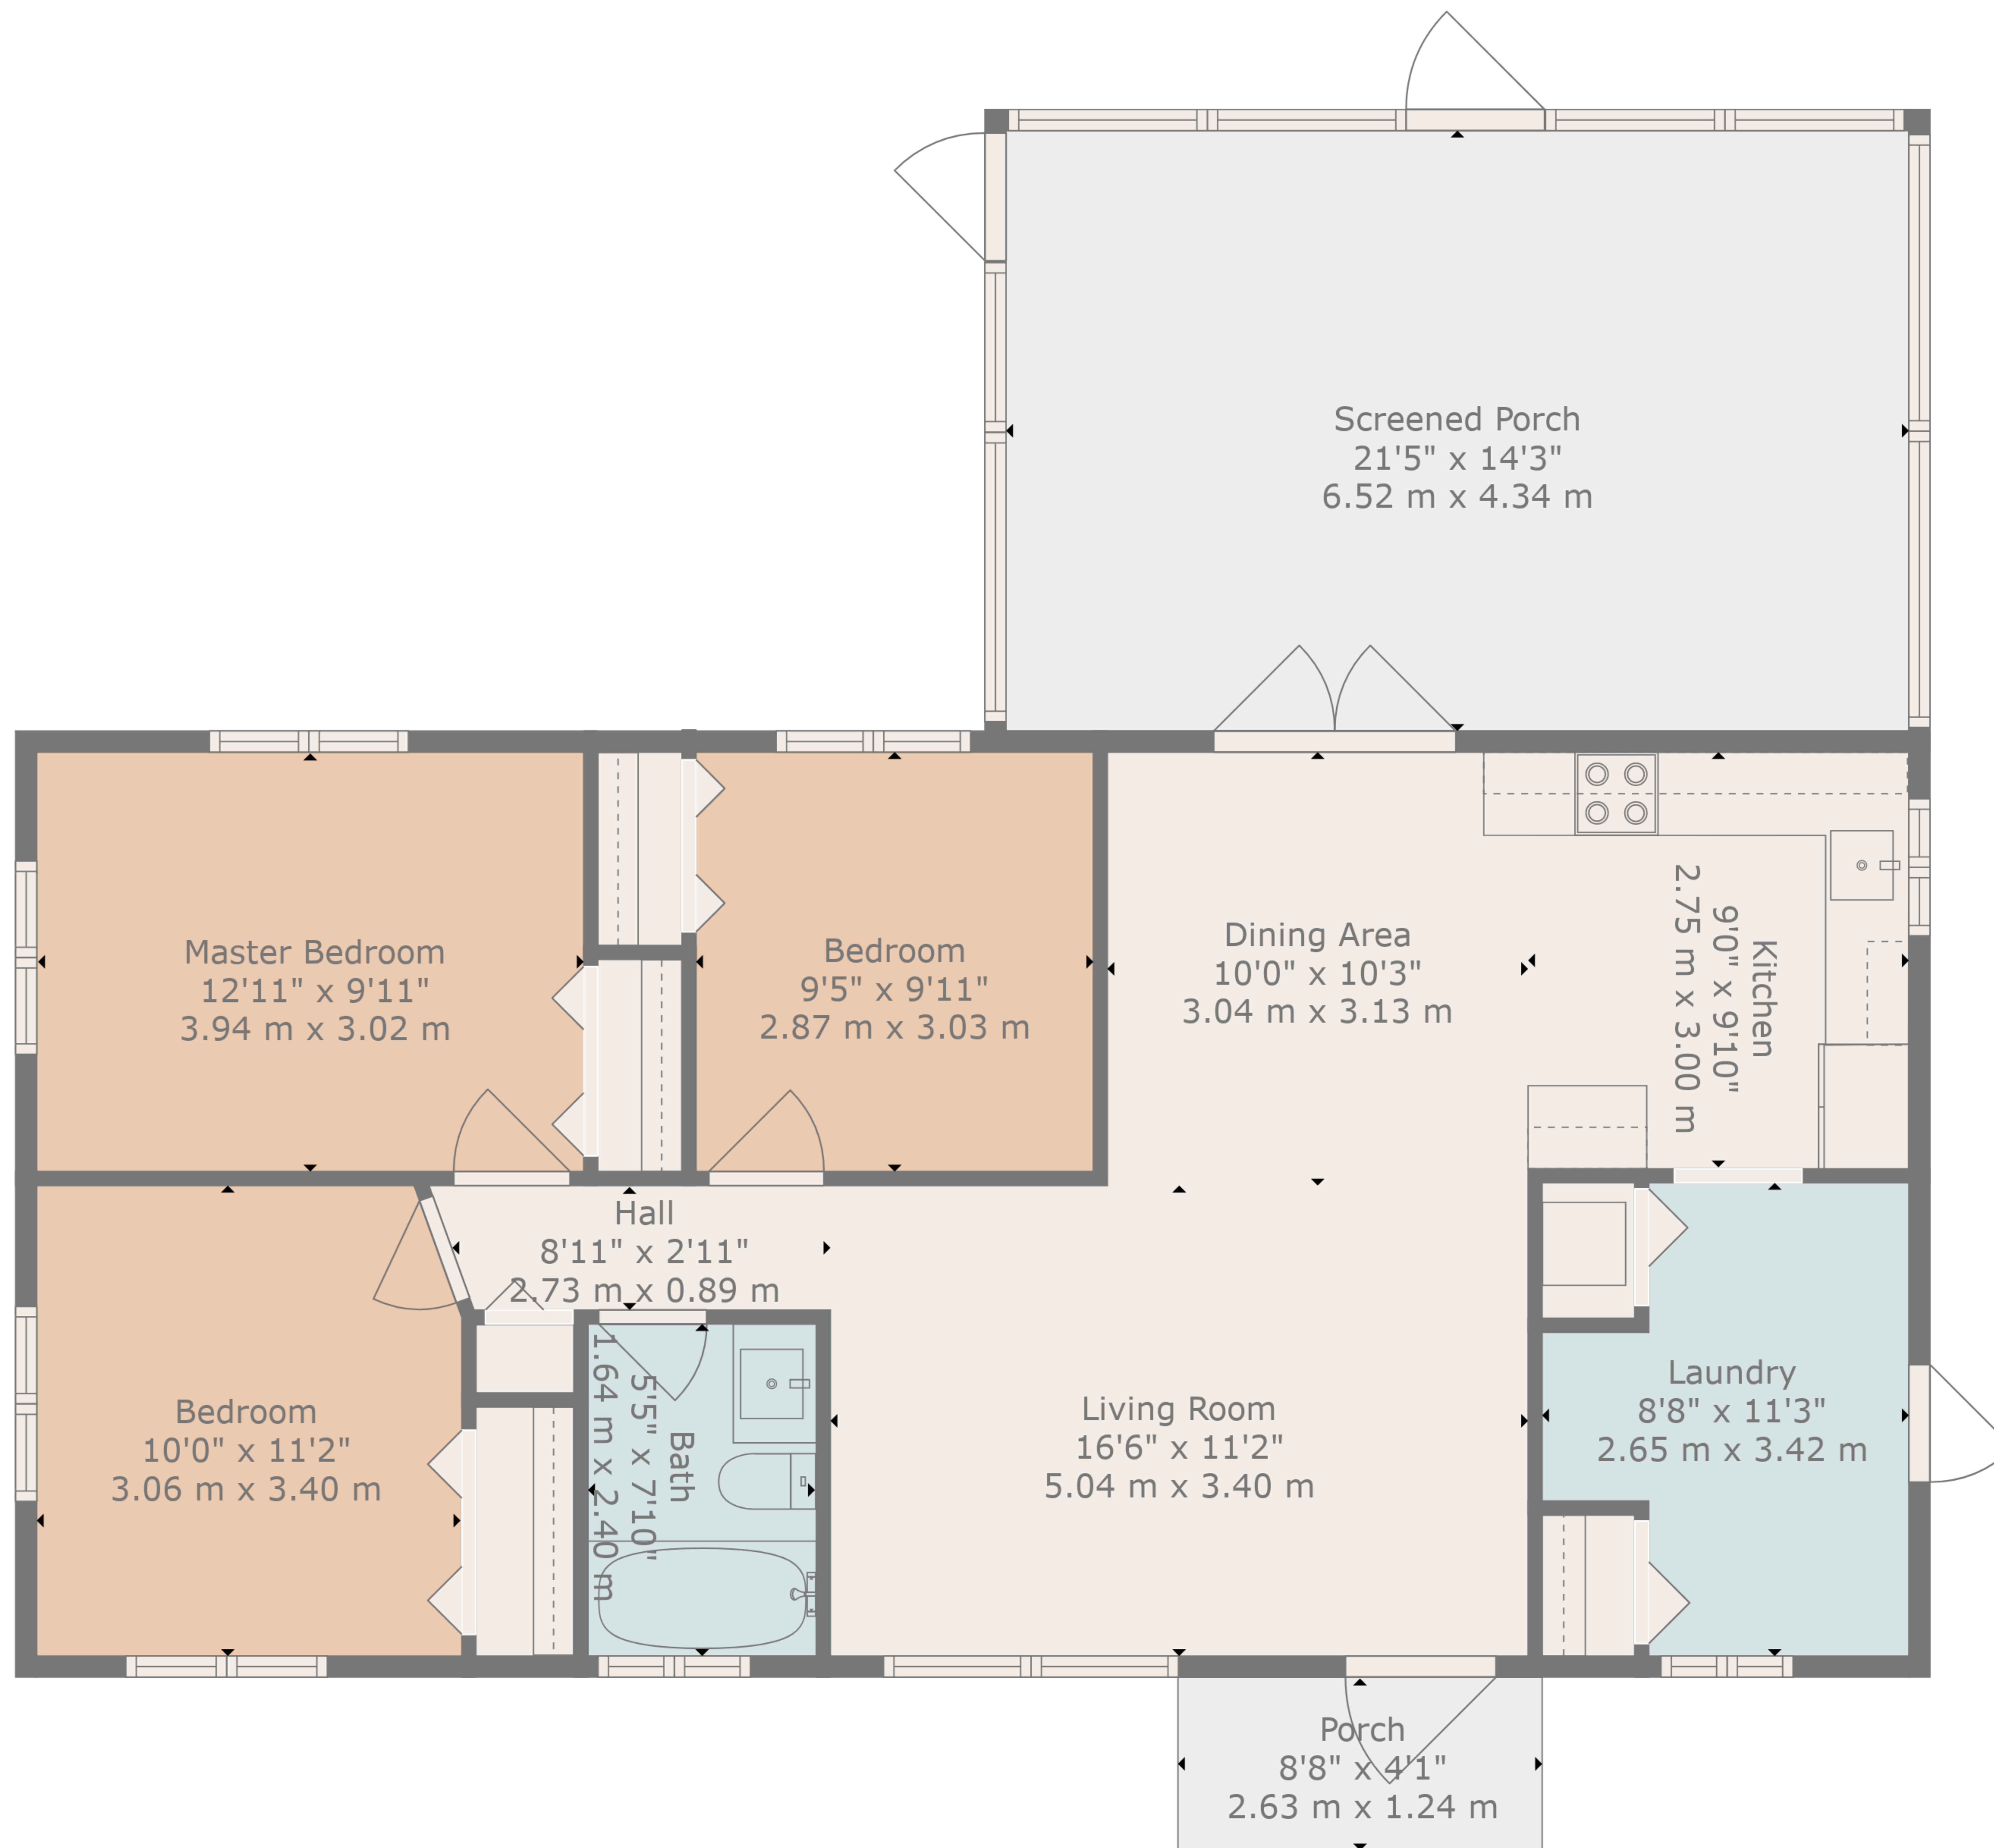 Screened Porch
21'5" x 14'3"
6.52 m x 4.34 m
Master Bedroom
12'11" x 9'11"
3.94 m x 3.02 m
Bedroom
9'5" x 9'11"
2.87 m x 3.03 m
Dining Area
10'0" x 10'3"
3.04 m x 3.13 m
Kitchen
9'0" x 9'10"
2.75 m x 3.00 m
Hall
8'11" x 2'11"
2.73 m x 0.89 m
Bedroom
10'0" x 11'2"
3.06 m x 3.40 m
Bath
5'5" x 7'10"
1.64 m x 2.40 m
Living Room
16'6" x 11'2"
5.04 m x 3.40 m
Laundry
8'8" x 11'3"
2.65 m x 3.42 m
Porch
8'8" x 4'1"
2.63 m x 1.24 m